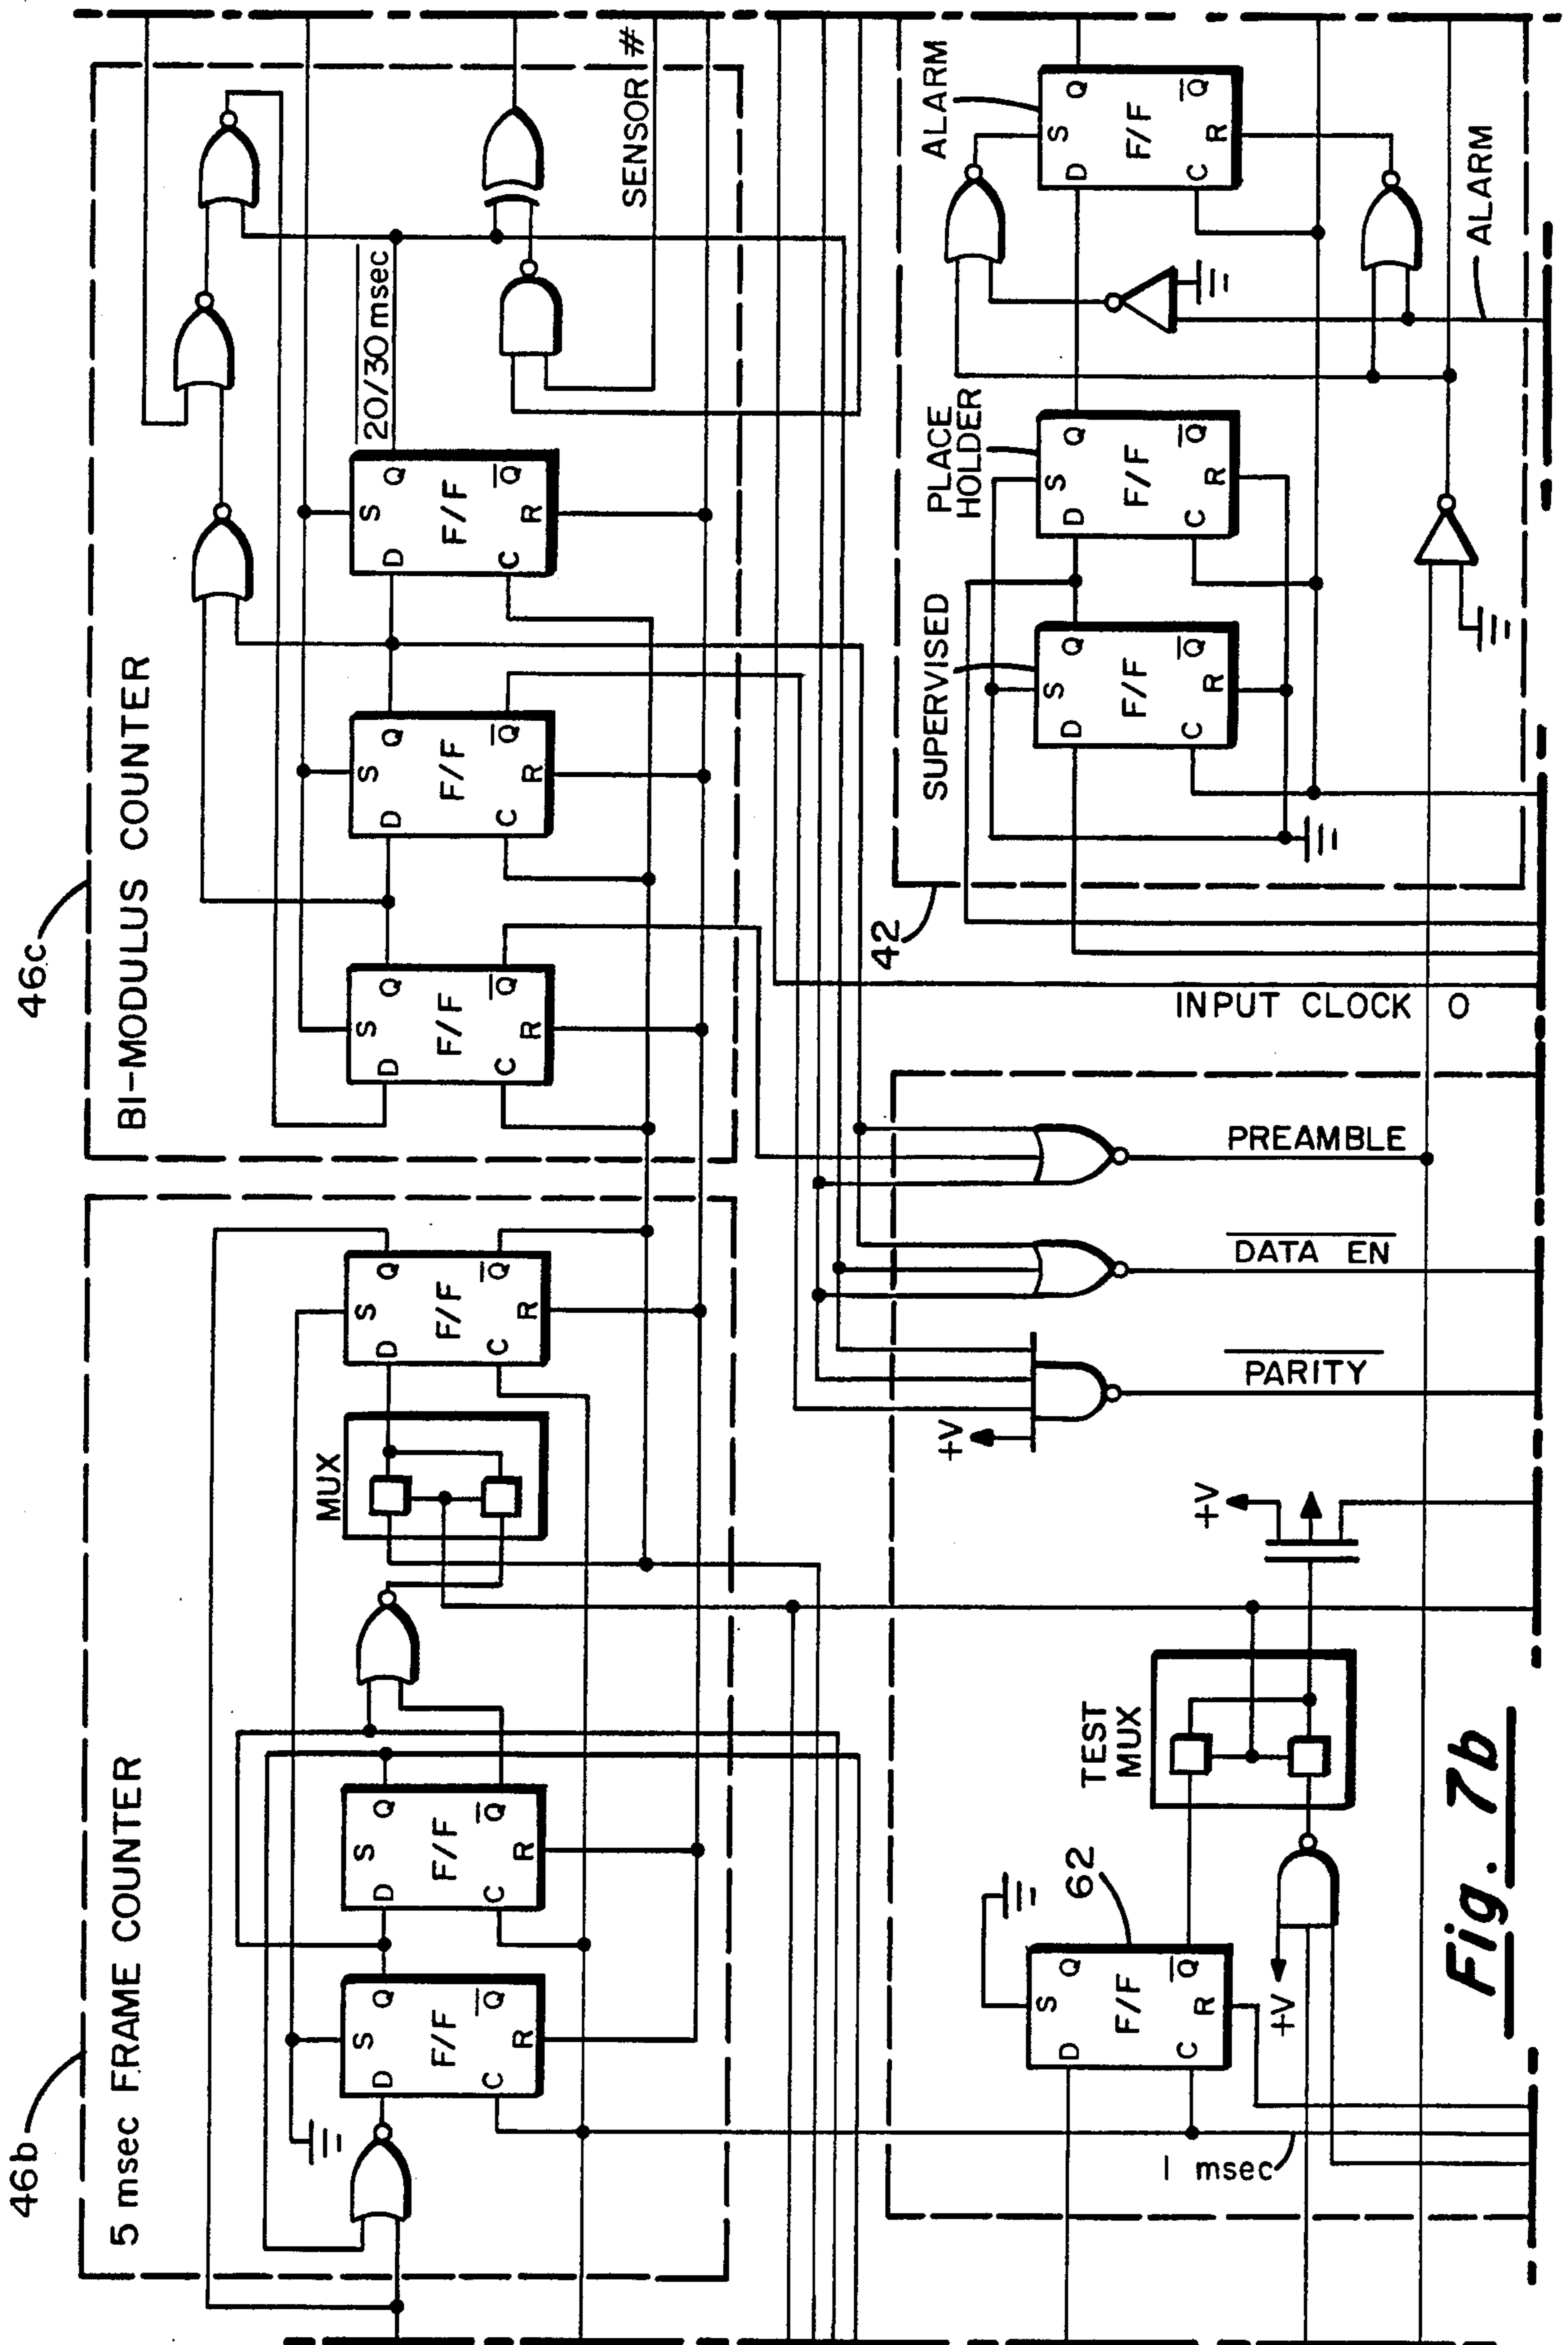 46b
5 msec FRAME COUNTER
D
S
Q
F/F
C
R
Q̅
D
S
Q
F/F
C
R
Q̅
MUX
D
S
Q
F/F
C
R
Q̅
46c
BI-MODULUS COUNTER
D
S
Q
F/F
C
R
Q̅
D
S
Q
F/F
C
R
Q̅
D
S
Q
F/F
C
R
Q̅
20/30 msec
SENSOR #
62
D
S
Q
F/F
C
R
Q̅
1 msec
+V
TEST
MUX
+V
+V
PARITY
DATA EN
PREAMBLE
INPUT CLOCK O
42
SUPERVISED
D
S
Q
F/F
C
R
Q̅
PLACE
HOLDER
D
S
Q
F/F
C
R
Q̅
ALARM
D
S
Q
F/F
C
R
Q̅
ALARM
Fig. 7b